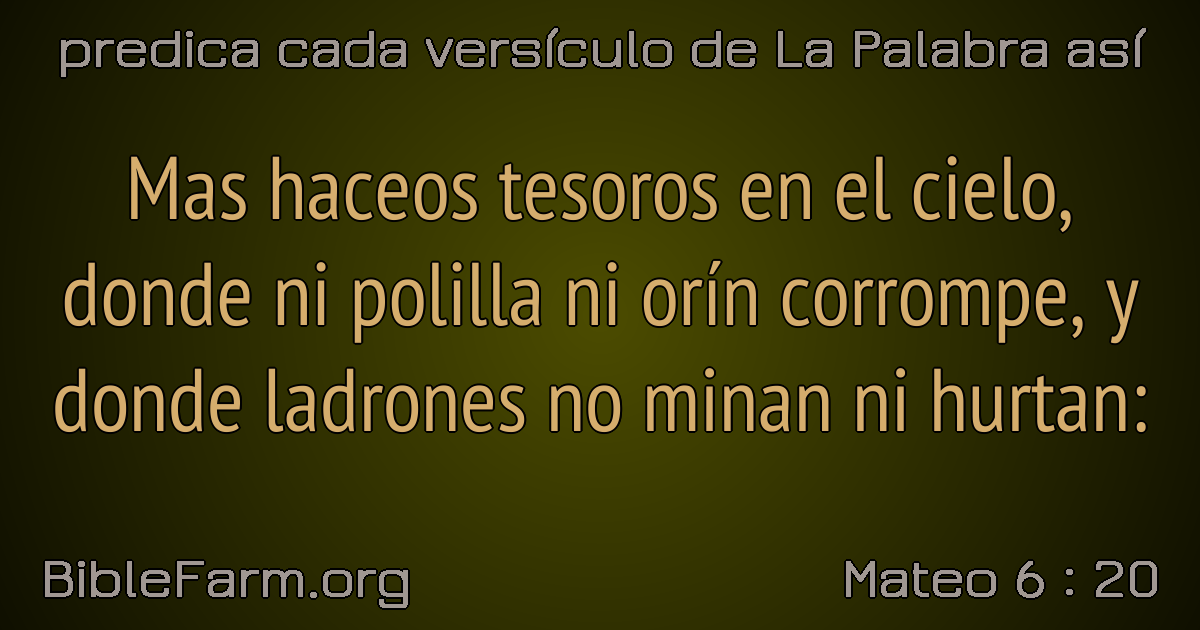 predica cada versículo de La Palabra así
Mas haceos tesoros en el cielo,
donde ni polilla ni orín corrompe, y
donde ladrones no minan ni hurtan:
BibleFarm.org
Mateo 6 : 20